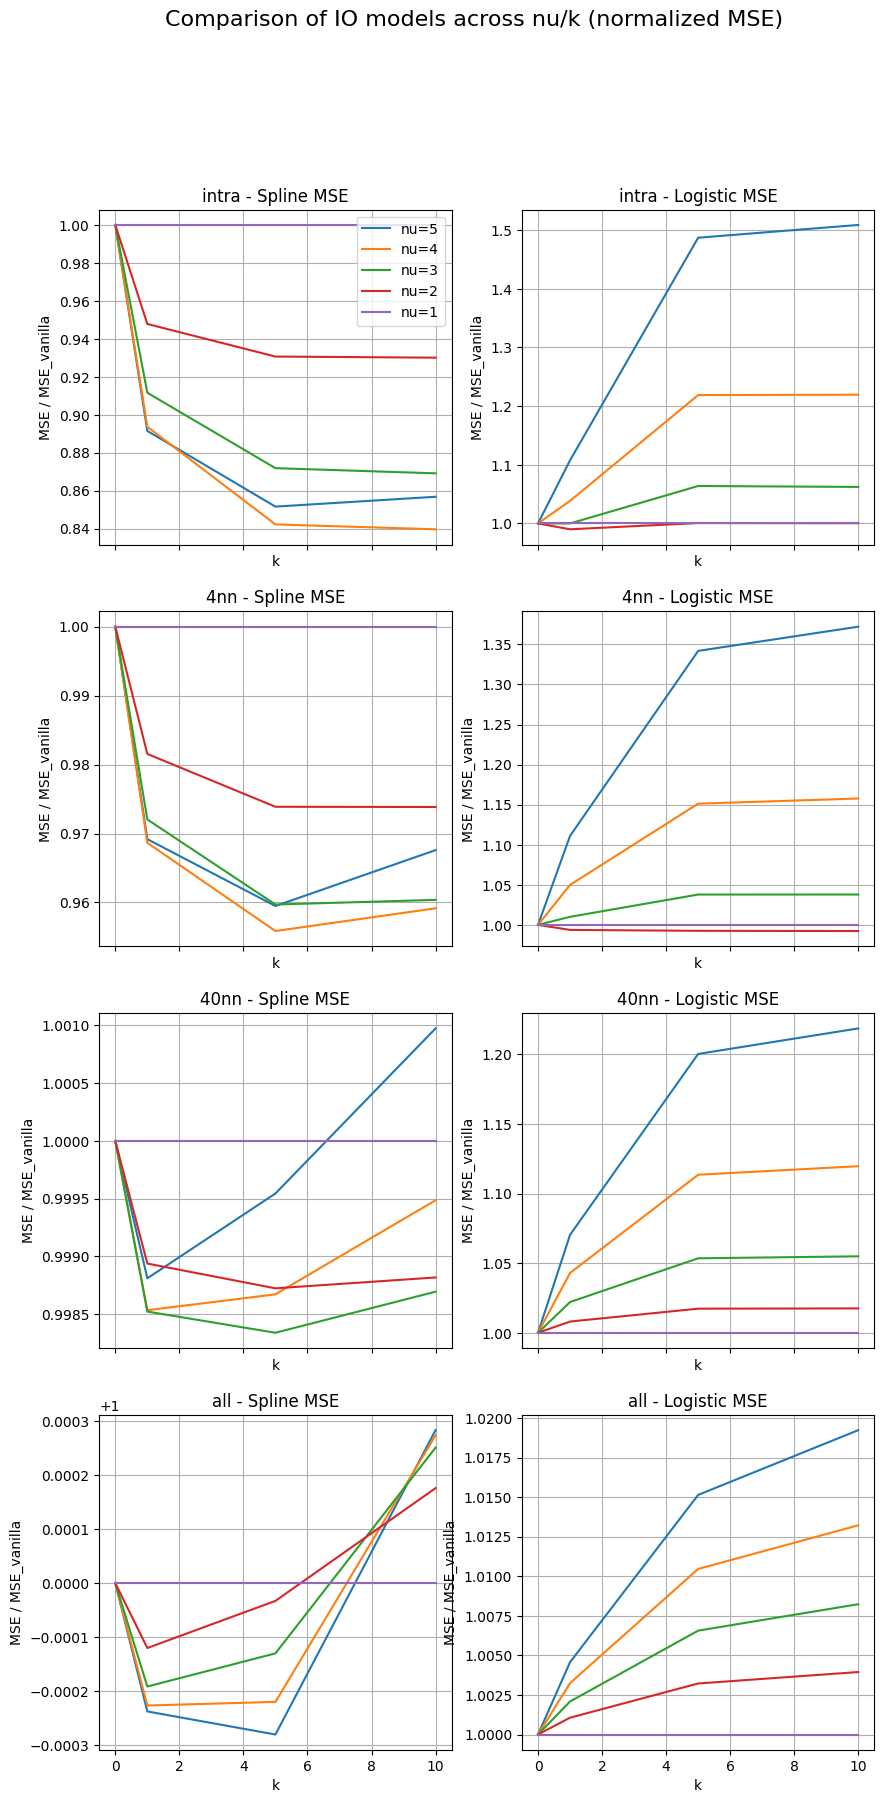 Comparison of IO models across nu/k (normalized MSE)
intra - Spline MSE
MSE / MSE_vanilla
1.00
0.98
0.96
0.94
0.92
0.90
0.88
0.86
0.84
nu=5
nu=4
nu=3
nu=2
nu=1
k
intra - Logistic MSE
MSE / MSE_vanilla
1.5
1.4
1.3
1.2
1.1
1.0
k
4nn - Spline MSE
MSE / MSE_vanilla
1.00
0.99
0.98
0.97
0.96
k
4nn - Logistic MSE
MSE / MSE_vanilla
1.35
1.30
1.25
1.20
1.15
1.10
1.05
1.00
k
40nn - Spline MSE
MSE / MSE_vanilla
1.0010
1.0005
1.0000
0.9995
0.9990
0.9985
k
40nn - Logistic MSE
MSE / MSE_vanilla
1.20
1.15
1.10
1.05
1.00
k
all - Spline MSE
+1
MSE / MSE_vanilla
0.0003
0.0002
0.0001
0.0000
−0.0001
−0.0002
−0.0003
0 2 4 6 8 10
k
all - Logistic MSE
MSE / MSE_vanilla
1.0200
1.0175
1.0150
1.0125
1.0100
1.0075
1.0050
1.0025
1.0000
0 2 4 6 8 10
k